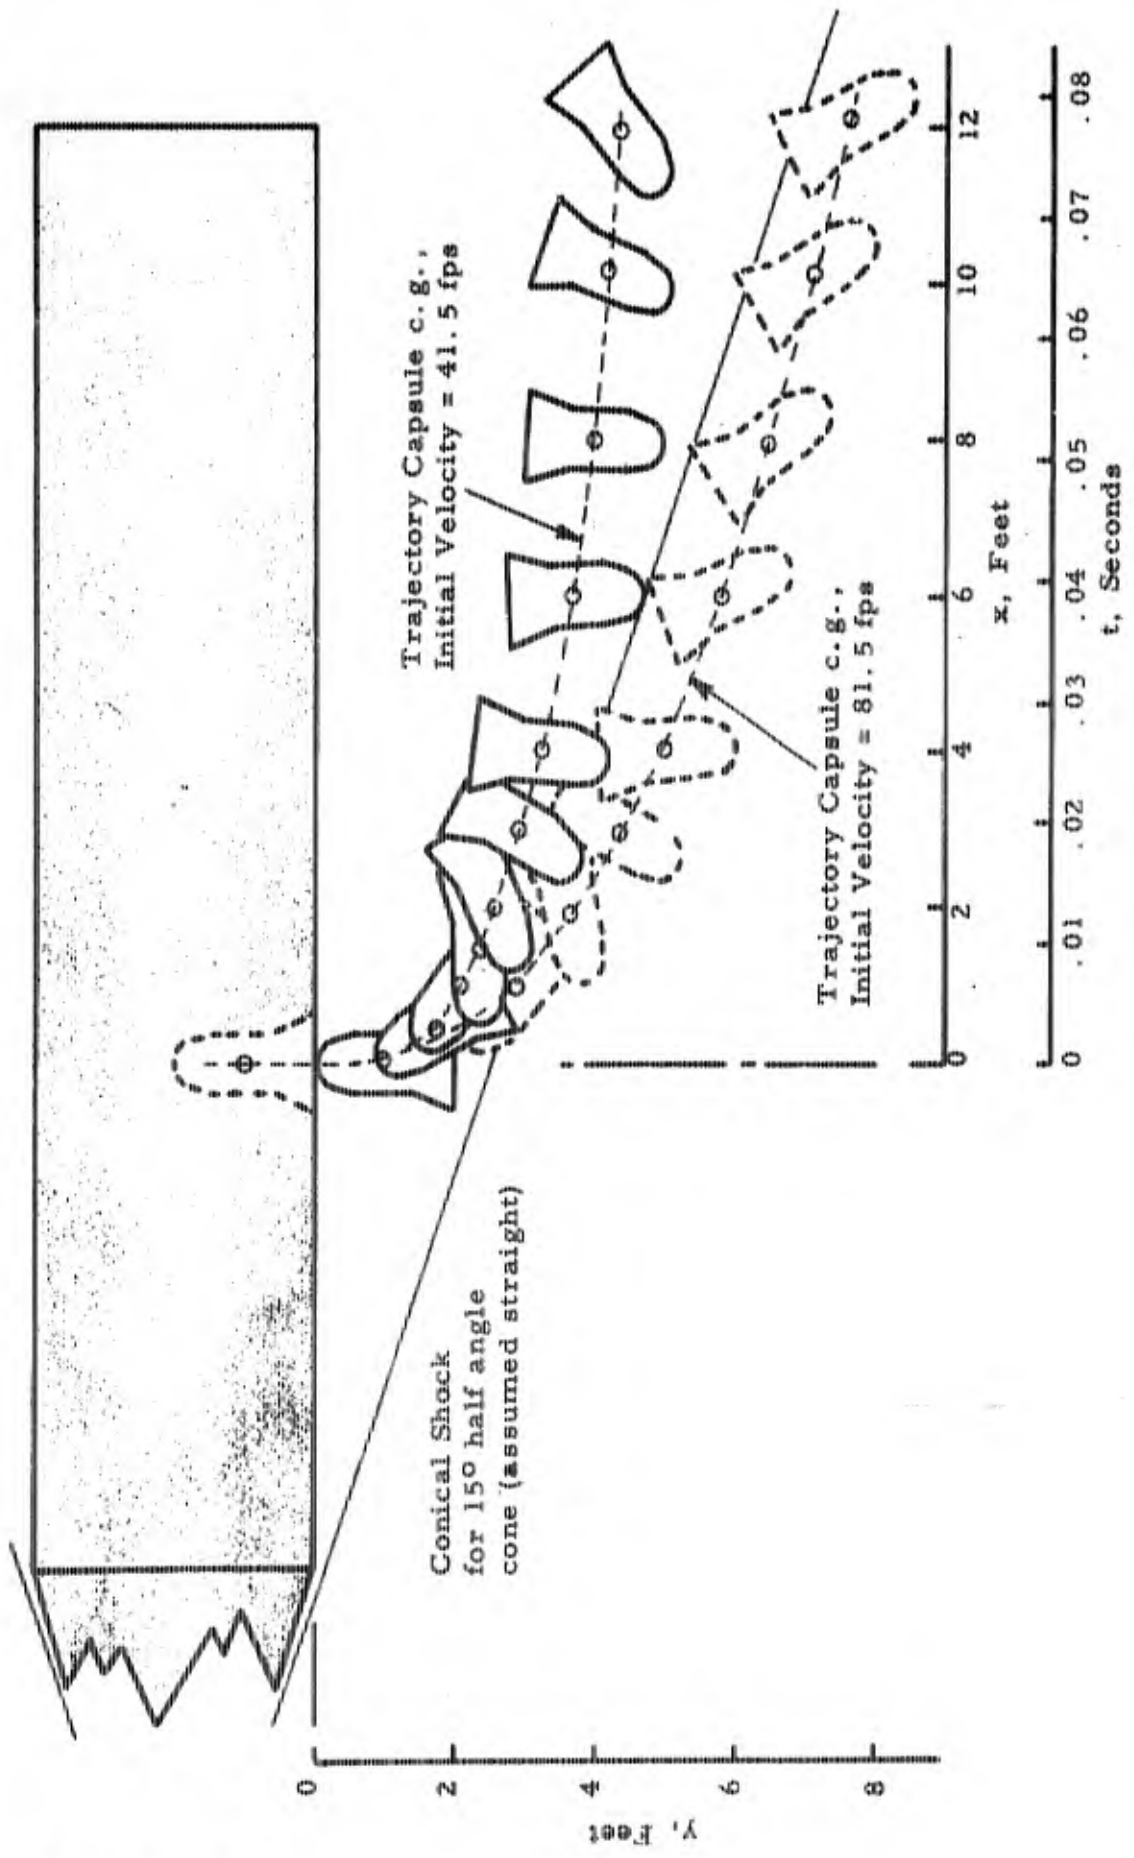 Trajectory Capsule c.g.,
Initial Velocity = 41.5 fps
Conical Shock
for 15° half angle
cone (assumed straight)
Trajectory Capsule c.g.,
Initial Velocity = 81.5 fps
0
2
4
6
8
y, Feet
0
2
4
6
8
10
12
x, Feet
0
.01
.02
.03
.04
.05
.06
.07
.08
t, Seconds